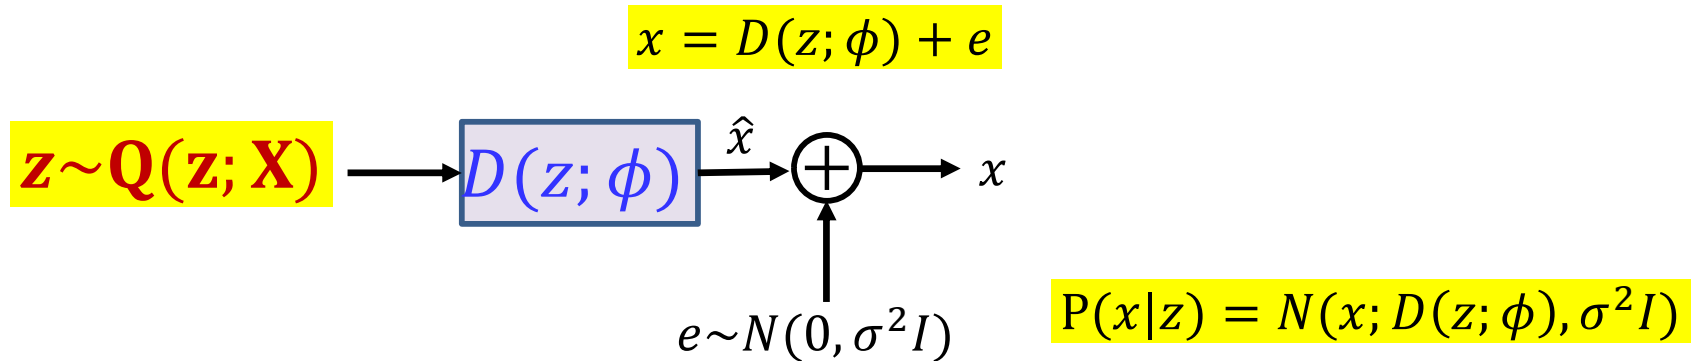 x = D(z; ϕ) + e
z~Q(z; X)
D(z; ϕ)
x̂
x
e~N(0, σ²I)
P(x|z) = N(x; D(z; ϕ), σ²I)